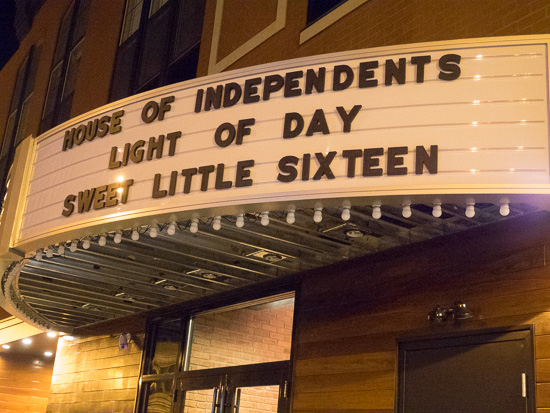 HOUSE OF INDEPENDENTS
LIGHT OF DAY
SWEET LITTLE SIXTEEN